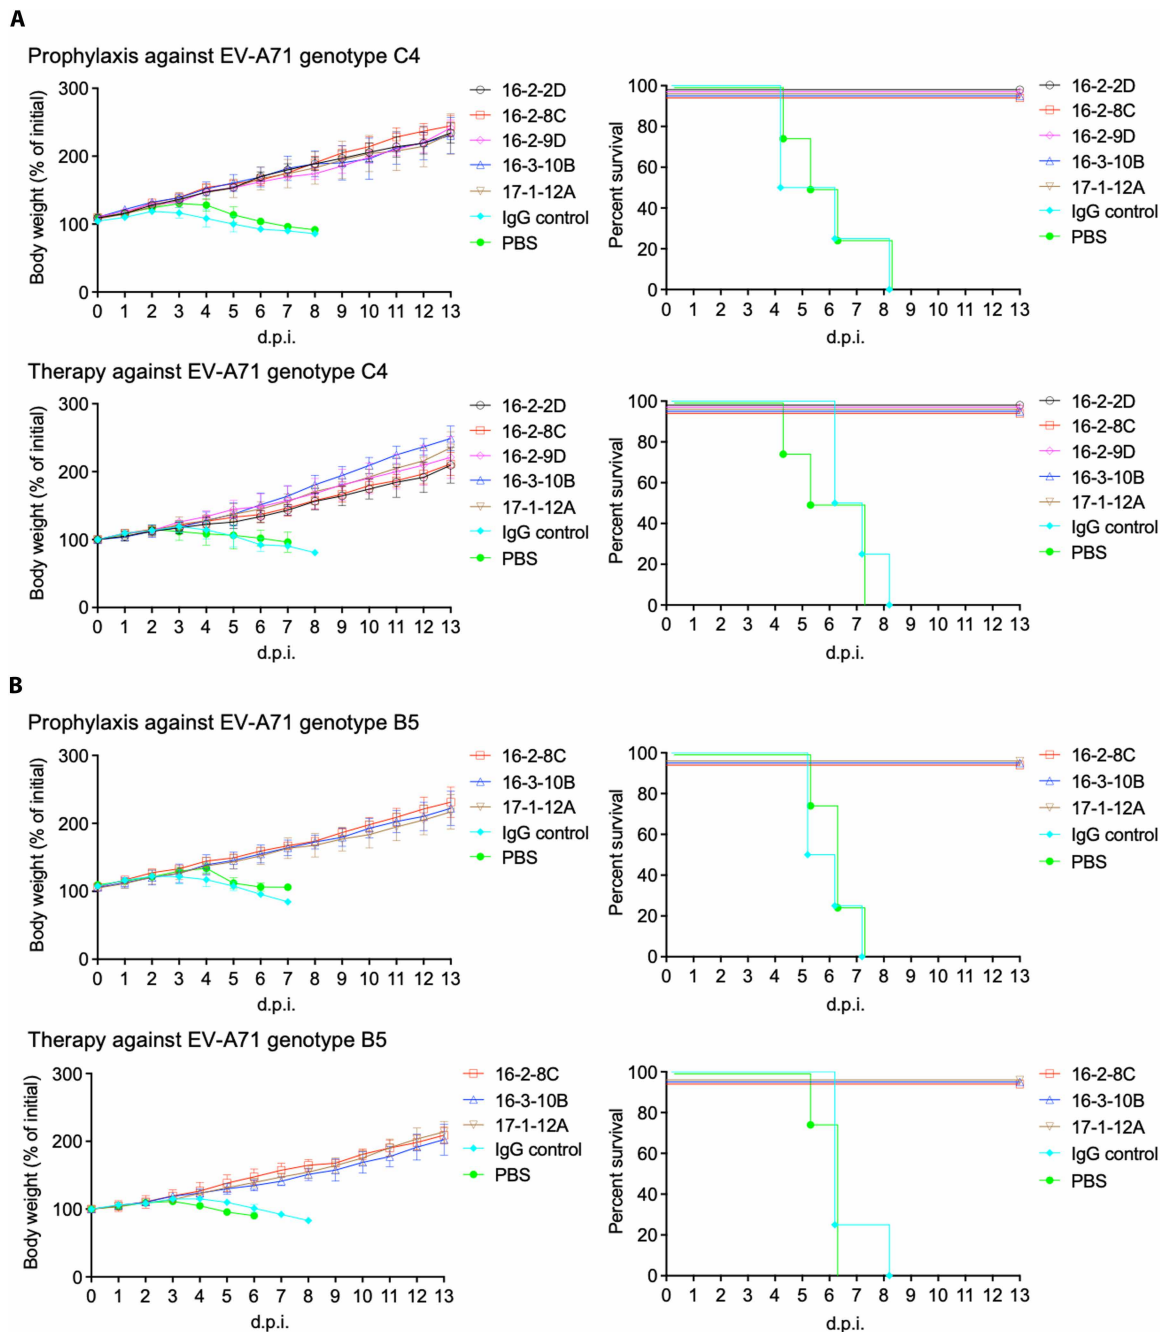 A
Prophylaxis against EV-A71 genotype C4
Body weight (% of initial)
300
200
100
0
0 1 2 3 4 5 6 7 8 9 10 11 12 13
d.p.i.
16-2-2D
16-2-8C
16-2-9D
16-3-10B
17-1-12A
IgG control
PBS
Percent survival
100
80
60
40
20
0
0 1 2 3 4 5 6 7 8 9 10 11 12 13
d.p.i.
16-2-2D
16-2-8C
16-2-9D
16-3-10B
17-1-12A
IgG control
PBS
Therapy against EV-A71 genotype C4
Body weight (% of initial)
300
200
100
0
0 1 2 3 4 5 6 7 8 9 10 11 12 13
d.p.i.
16-2-2D
16-2-8C
16-2-9D
16-3-10B
17-1-12A
IgG control
PBS
Percent survival
100
80
60
40
20
0
0 1 2 3 4 5 6 7 8 9 10 11 12 13
d.p.i.
16-2-2D
16-2-8C
16-2-9D
16-3-10B
17-1-12A
IgG control
PBS
B
Prophylaxis against EV-A71 genotype B5
Body weight (% of initial)
300
200
100
0
0 1 2 3 4 5 6 7 8 9 10 11 12 13
d.p.i.
16-2-8C
16-3-10B
17-1-12A
IgG control
PBS
Percent survival
100
80
60
40
20
0
0 1 2 3 4 5 6 7 8 9 10 11 12 13
d.p.i.
16-2-8C
16-3-10B
17-1-12A
IgG control
PBS
Therapy against EV-A71 genotype B5
Body weight (% of initial)
300
200
100
0
0 1 2 3 4 5 6 7 8 9 10 11 12 13
d.p.i.
16-2-8C
16-3-10B
17-1-12A
IgG control
PBS
Percent survival
100
80
60
40
20
0
0 1 2 3 4 5 6 7 8 9 10 11 12 13
d.p.i.
16-2-8C
16-3-10B
17-1-12A
IgG control
PBS